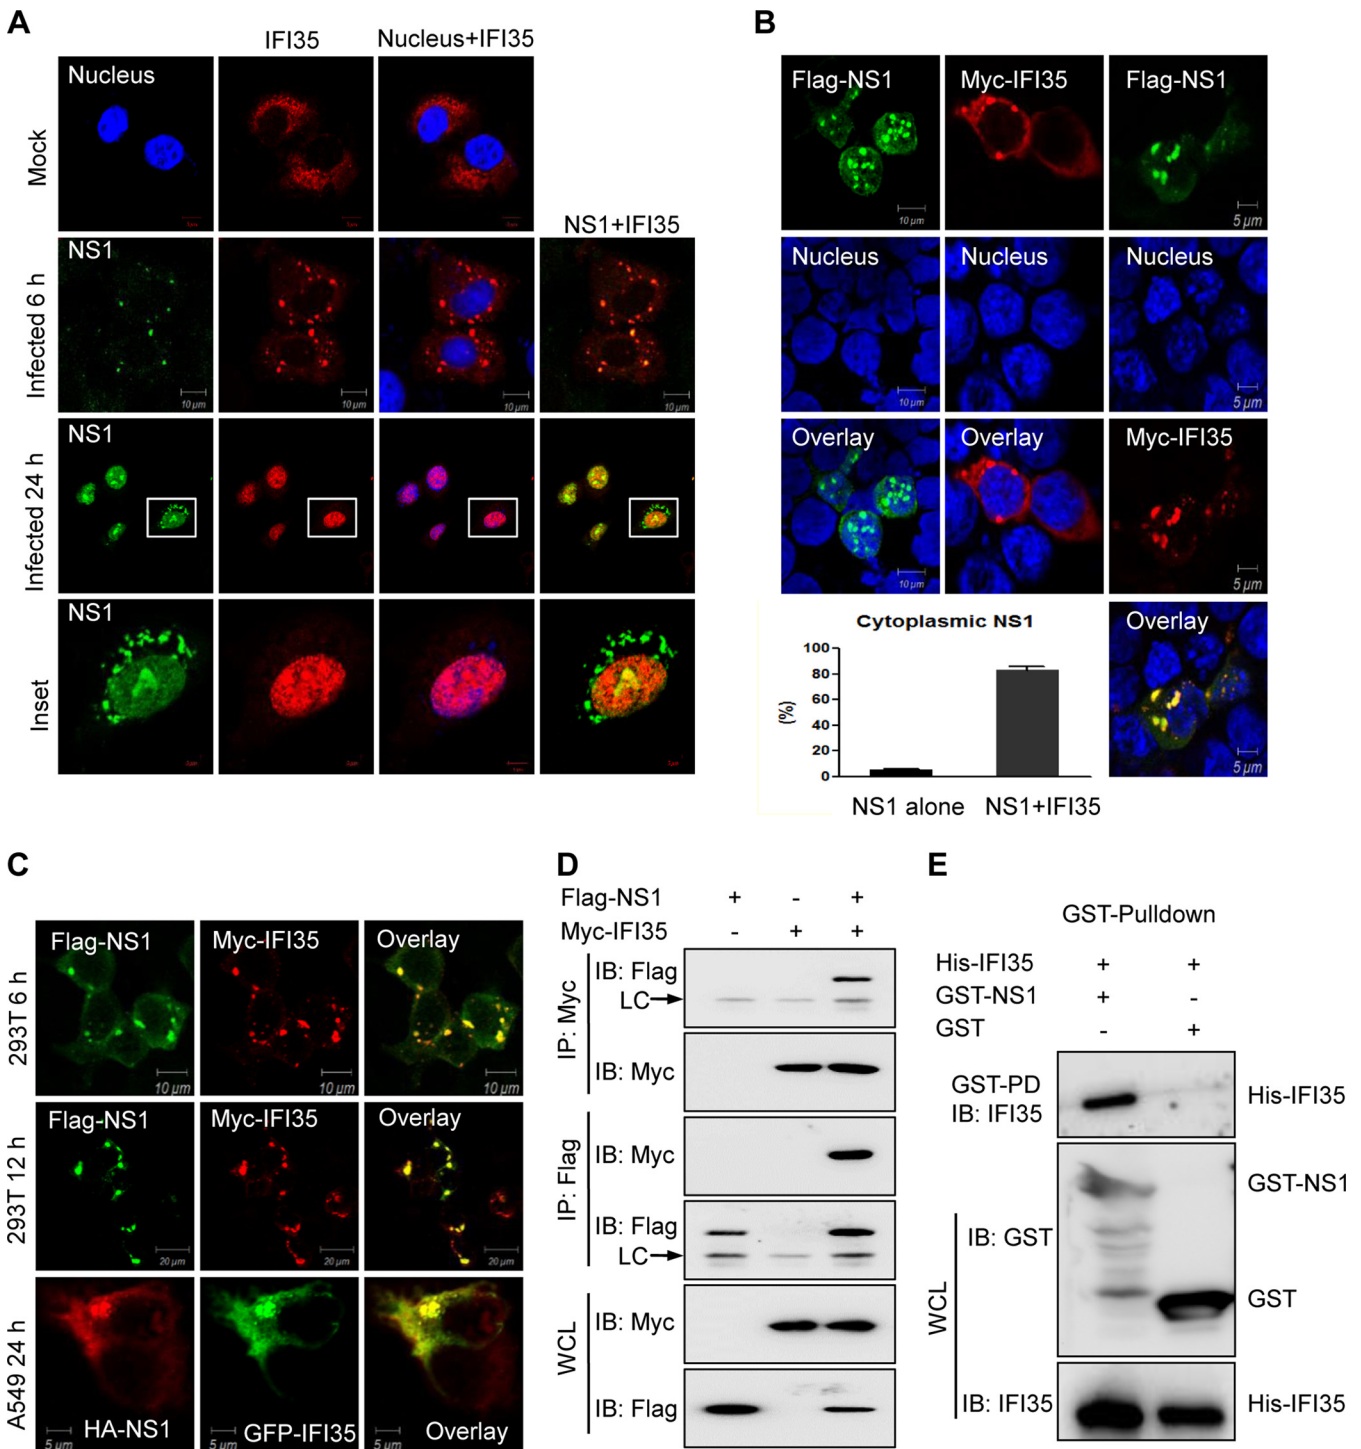 A
IFI35
Nucleus+IFI35
Mock
Nucleus
NS1+IFI35
Infected 6 h
NS1
10 µm
10 µm
10 µm
10 µm
Infected 24 h
NS1
Inset
NS1
B
Flag-NS1
Myc-IFI35
Flag-NS1
10 µm
5 µm
Nucleus
Nucleus
Nucleus
10 µm
5 µm
Overlay
Overlay
Myc-IFI35
10 µm
5 µm
Cytoplasmic NS1
(%)
100
80
60
40
20
0
NS1 alone
NS1+IFI35
Overlay
5 µm
C
293T 6 h
Flag-NS1
Myc-IFI35
Overlay
10 µm
10 µm
10 µm
293T 12 h
Flag-NS1
Myc-IFI35
Overlay
20 µm
20 µm
20 µm
A549 24 h
5 µm
HA-NS1
5 µm
GFP-IFI35
5 µm
Overlay
D
Flag-NS1 + - +
Myc-IFI35 - + +
IP: Myc
IB: Flag
LC
IB: Myc
IP: Flag
IB: Myc
IB: Flag
LC
WCL
IB: Myc
IB: Flag
E
GST-Pulldown
His-IFI35 + +
GST-NS1 + -
GST - +
GST-PD
IB: IFI35
His-IFI35
WCL
IB: GST
GST-NS1
GST
IB: IFI35
His-IFI35